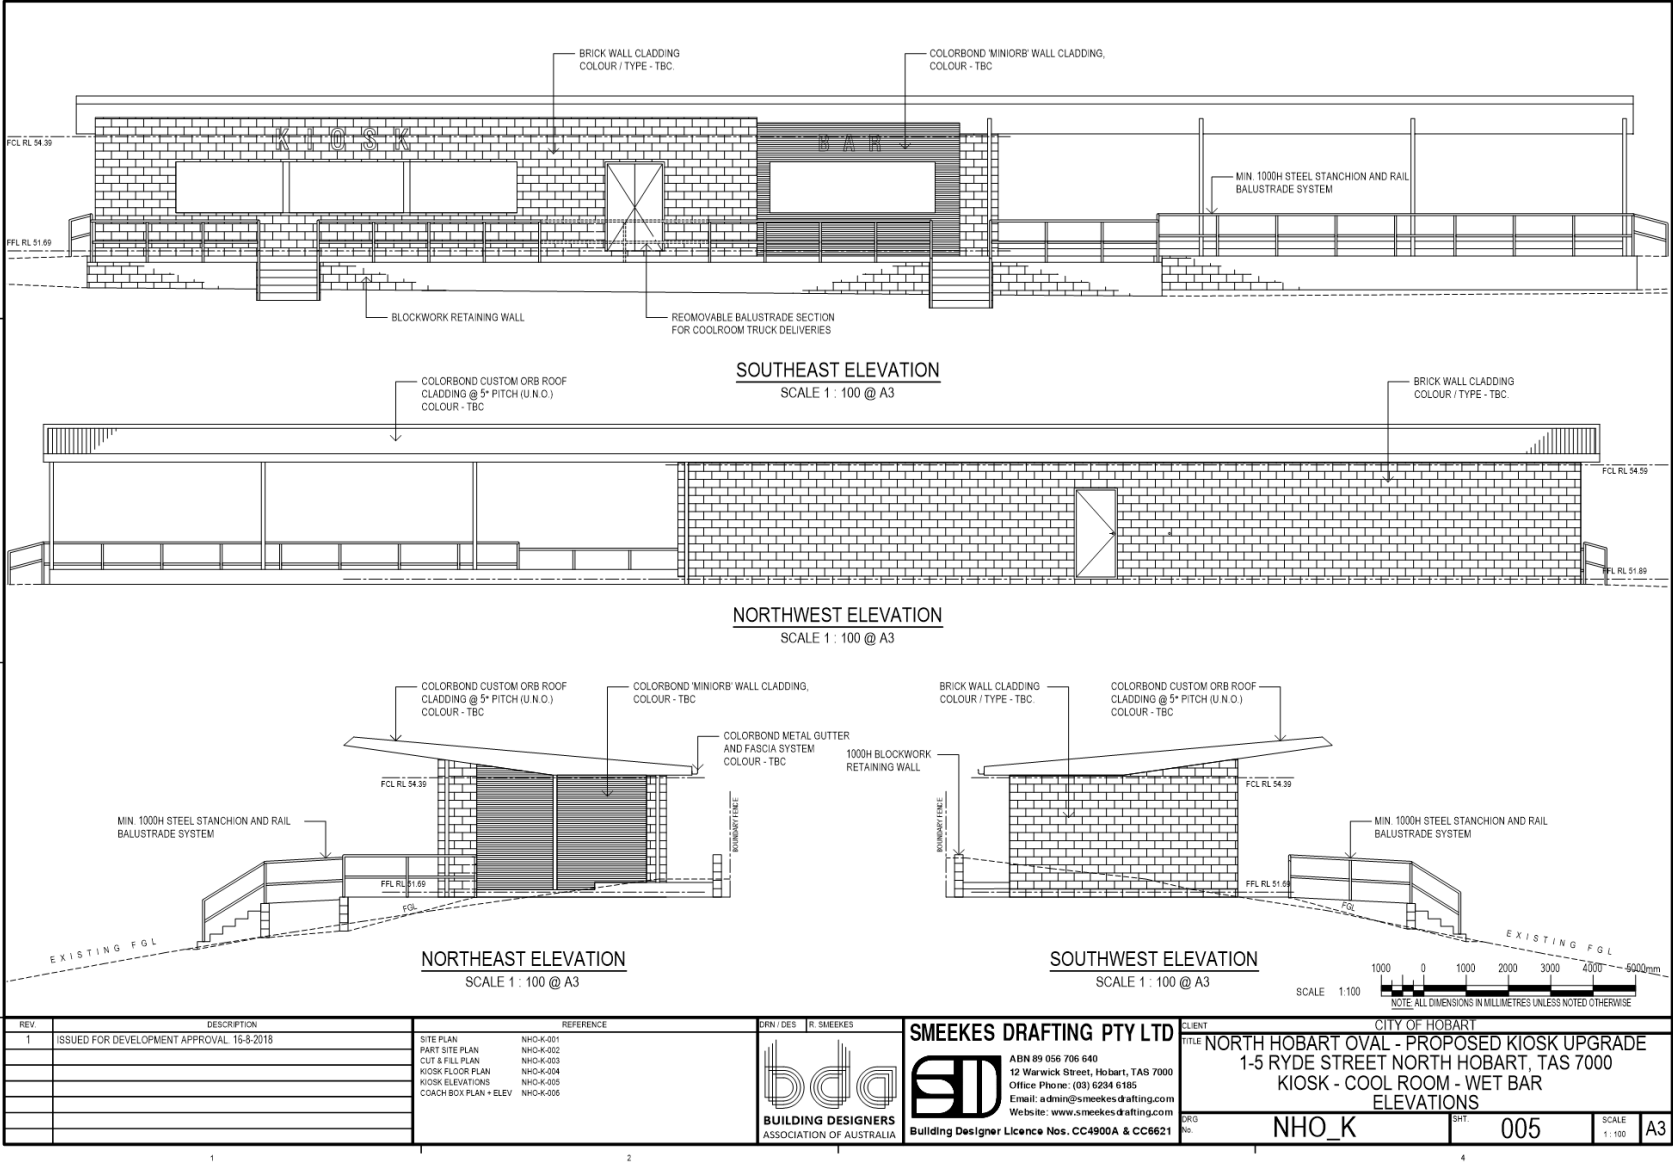 BRICK WALL CLADDING
COLOUR / TYPE - TBC.
COLORBOND 'MINIORB' WALL CLADDING,
COLOUR - TBC
FCL RL 54.39
KIOSK
BAR
MIN. 1000H STEEL STANCHION AND RAIL
BALUSTRADE SYSTEM
FFL RL 51.69
BLOCKWORK RETAINING WALL
REOMOVABLE BALUSTRADE SECTION
FOR COOLROOM TRUCK DELIVERIES
SOUTHEAST ELEVATION
SCALE 1 : 100 @ A3
COLORBOND CUSTOM ORB ROOF
CLADDING @ 5° PITCH (U.N.O.)
COLOUR - TBC
BRICK WALL CLADDING
COLOUR / TYPE - TBC.
FCL RL 54.59
FFL RL 51.89
NORTHWEST ELEVATION
SCALE 1 : 100 @ A3
COLORBOND CUSTOM ORB ROOF
CLADDING @ 5° PITCH (U.N.O.)
COLOUR - TBC
COLORBOND 'MINIORB' WALL CLADDING,
COLOUR - TBC
COLORBOND METAL GUTTER
AND FASCIA SYSTEM
COLOUR - TBC
FCL RL 54.39
BOUNDARY FENCE
MIN. 1000H STEEL STANCHION AND RAIL
BALUSTRADE SYSTEM
FFL RL 51.69
FGL
EXISTING FGL
NORTHEAST ELEVATION
SCALE 1 : 100 @ A3
BRICK WALL CLADDING
COLOUR / TYPE - TBC.
COLORBOND CUSTOM ORB ROOF
CLADDING @ 5° PITCH (U.N.O.)
COLOUR - TBC
1000H BLOCKWORK
RETAINING WALL
FCL RL 54.39
BOUNDARY FENCE
MIN. 1000H STEEL STANCHION AND RAIL
BALUSTRADE SYSTEM
FFL RL 51.69
FGL
EXISTING FGL
SOUTHWEST ELEVATION
SCALE 1 : 100 @ A3
1000 0 1000 2000 3000 4000 5000mm
SCALE 1:100
NOTE: ALL DIMENSIONS IN MILLIMETRES UNLESS NOTED OTHERWISE
REV. DESCRIPTION
1 ISSUED FOR DEVELOPMENT APPROVAL. 16-8-2018
REFERENCE
SITE PLAN NHO-K-001
PART SITE PLAN NHO-K-002
CUT & FILL PLAN NHO-K-003
KIOSK FLOOR PLAN NHO-K-004
KIOSK ELEVATIONS NHO-K-005
COACH BOX PLAN + ELEV NHO-K-006
DRN / DES R. SMEEKES
bda
BUILDING DESIGNERS
ASSOCIATION OF AUSTRALIA
SMEEKES DRAFTING PTY LTD
SD
ABN 89 056 706 640
12 Warwick Street, Hobart, TAS 7000
Office Phone: (03) 6234 6185
Email: admin@smeekesdrafting.com
Website: www.smeekesdrafting.com
Building Designer Licence Nos. CC4900A & CC6621
CLIENT CITY OF HOBART
TITLE NORTH HOBART OVAL - PROPOSED KIOSK UPGRADE
1-5 RYDE STREET NORTH HOBART, TAS 7000
KIOSK - COOL ROOM - WET BAR
ELEVATIONS
DRG No. NHO_K
SHT. 005
SCALE 1 : 100
A3
1 2 4